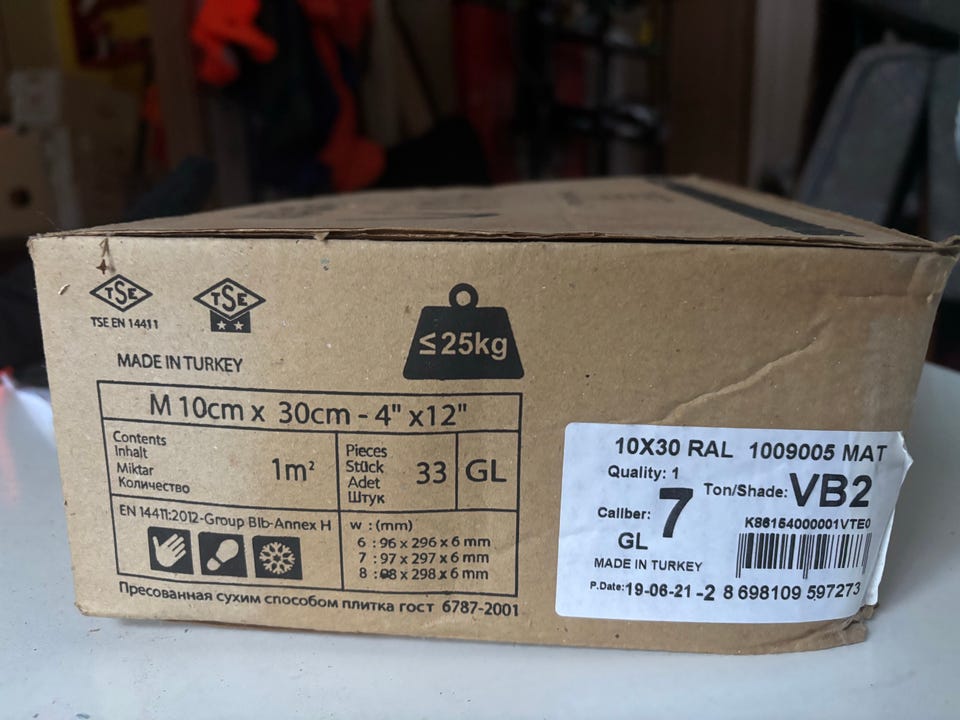 TSE
TSE EN 14411
TSE
MADE IN TURKEY
≤25kg
M 10cm x 30cm - 4" x12"
Contents
Inhalt
Miktar
Количество
1m²
Pieces
Stück
Adet
Штук
33
GL
EN 14411:2012-Group BIb-Annex H
w : (mm)
6 : 96 x 296 x 6 mm
7 : 97 x 297 x 6 mm
8 : 98 x 298 x 6 mm
Пресованная сухим способом плитка гост 6787-2001
10X30 RAL 1009005 MAT
Quality: 1
Caliber: 7
Ton/Shade: VB2
K86154000001VTE0
GL
MADE IN TURKEY
P.Date: 19-06-21 -2
8 698109 597273